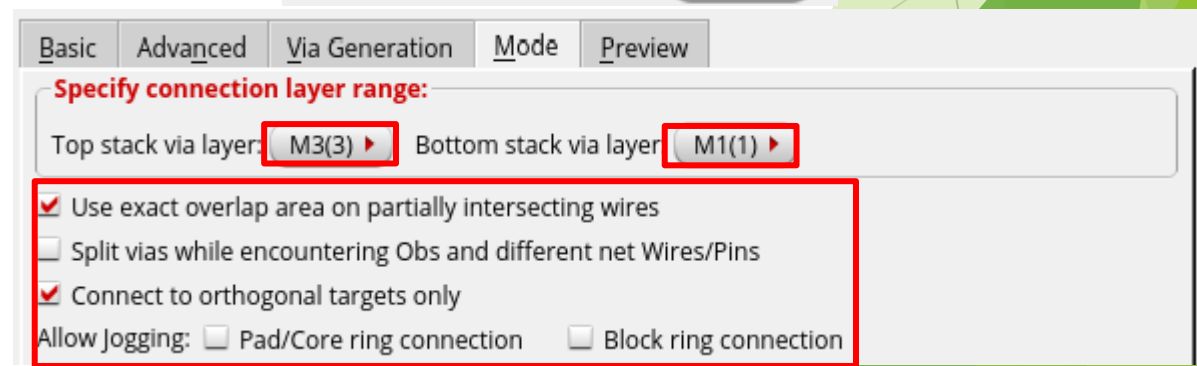 Basic Advanced Via Generation Mode Preview
Specify connection layer range:
Top stack via layer: M3(3) Bottom stack via layer M1(1)
Use exact overlap area on partially intersecting wires
Split vias while encountering Obs and different net Wires/Pins
Connect to orthogonal targets only
Allow Jogging: Pad/Core ring connection Block ring connection